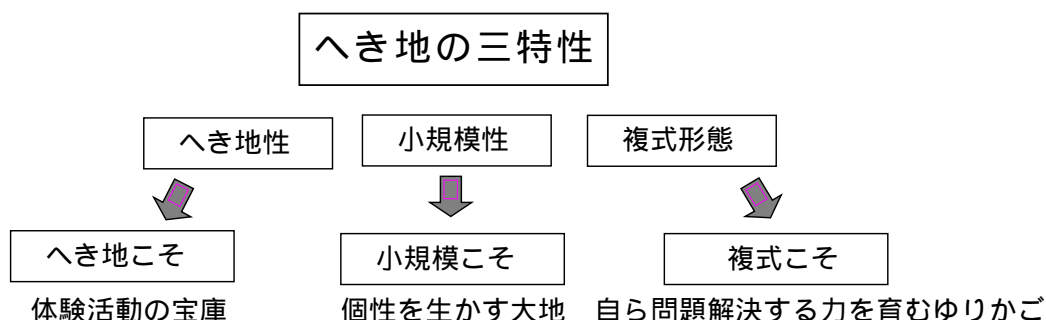 へき地の三特性
へき地性 小規模性 複式形態
へき地こそ 小規模こそ 複式こそ
体験活動の宝庫 個性を生かす大地 自ら問題解決する力を育むゆりかご